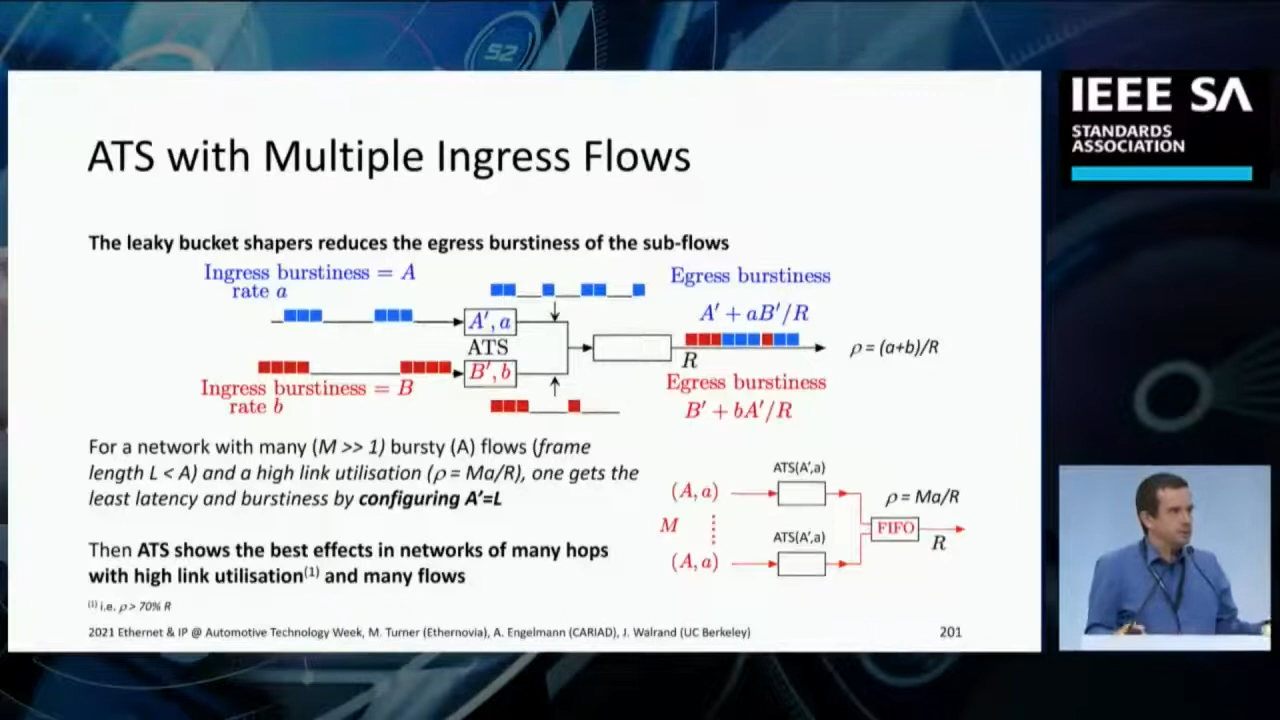 52
IEEE SA
STANDARDS
ASSOCIATION
ATS with Multiple Ingress Flows
The leaky bucket shapers reduces the egress burstiness of the sub-flows
Ingress burstiness = A
rate a
Egress burstiness
A′ + aB′/R
A′, a
ATS
B′, b
R
ρ = (a+b)/R
Ingress burstiness = B
rate b
Egress burstiness
B′ + bA′/R
For a network with many (M >> 1) bursty (A) flows (frame
length L < A) and a high link utilisation (ρ = Ma/R), one gets the
least latency and burstiness by configuring A′=L
Then ATS shows the best effects in networks of many hops
with high link utilisation(1) and many flows
ATS(A′,a)
(A, a)
ρ = Ma/R
M
FIFO
R
ATS(A′,a)
(A, a)
(1) i.e. ρ > 70% R
2021 Ethernet & IP @ Automotive Technology Week, M. Turner (Ethernovia), A. Engelmann (CARIAD), J. Walrand (UC Berkeley)
201